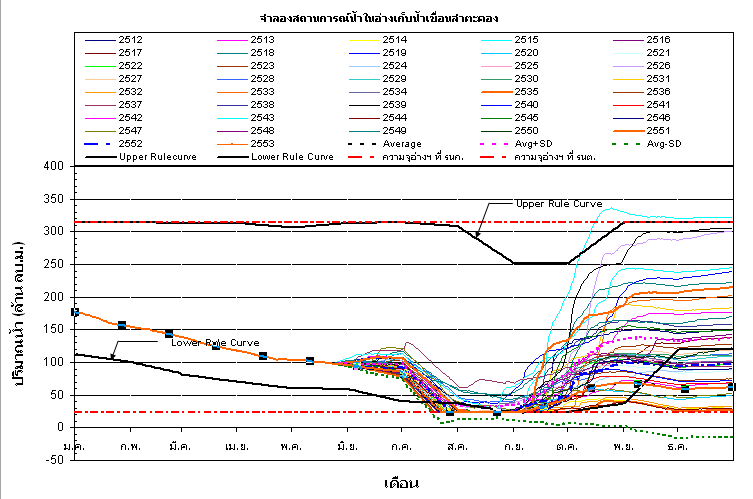 จำลองสถานการณ์น้ำในอ่างเก็บน้ำเขื่อนลำตะคอง
2512 2513 2514 2515 2516
2517 2518 2519 2520 2521
2522 2523 2524 2525 2526
2527 2528 2529 2530 2531
2532 2533 2534 2535 2536
2537 2538 2539 2540 2541
2542 2543 2544 2545 2546
2547 2548 2549 2550 2551
2552 2553 Average Avg+SD Avg-SD
Upper Rulecurve Lower Rule Curve ความจุอ่างฯ ที่ รนก. ความจุอ่างฯ ที่ รนต.
400
350
Upper Rule Curve
300
250
200
150
Lower Rule Curve
100
50
0
-50
ปริมาณน้ำ (ล้าน ลบ.ม.)
ม.ค. ก.พ. มี.ค. เม.ย. พ.ค. มิ.ย. ก.ค. ส.ค. ก.ย. ต.ค. พ.ย. ธ.ค.
เดือน